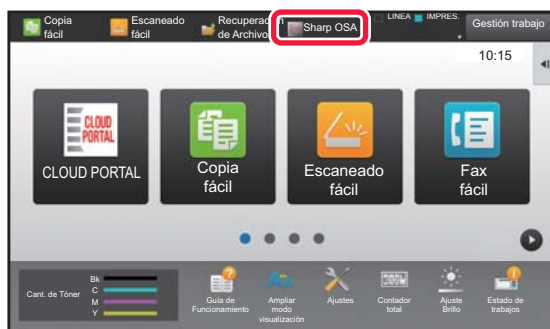 Copia
fácil
Escaneado
fácil
Recuperación
de Archivo
Sharp OSA
LÍNEA
IMPRES.
Gestión trabajo
10:15
CLOUD
PORTAL
CLOUD PORTAL
Copia
fácil
Escaneado
fácil
Fax
fácil
Cant. de Tóner
Bk
C
M
Y
Guía de
Funcionamiento
Ampliar
modo
visualización
Ajustes
Contador
total
Ajuste
Brillo
Estado de
trabajos